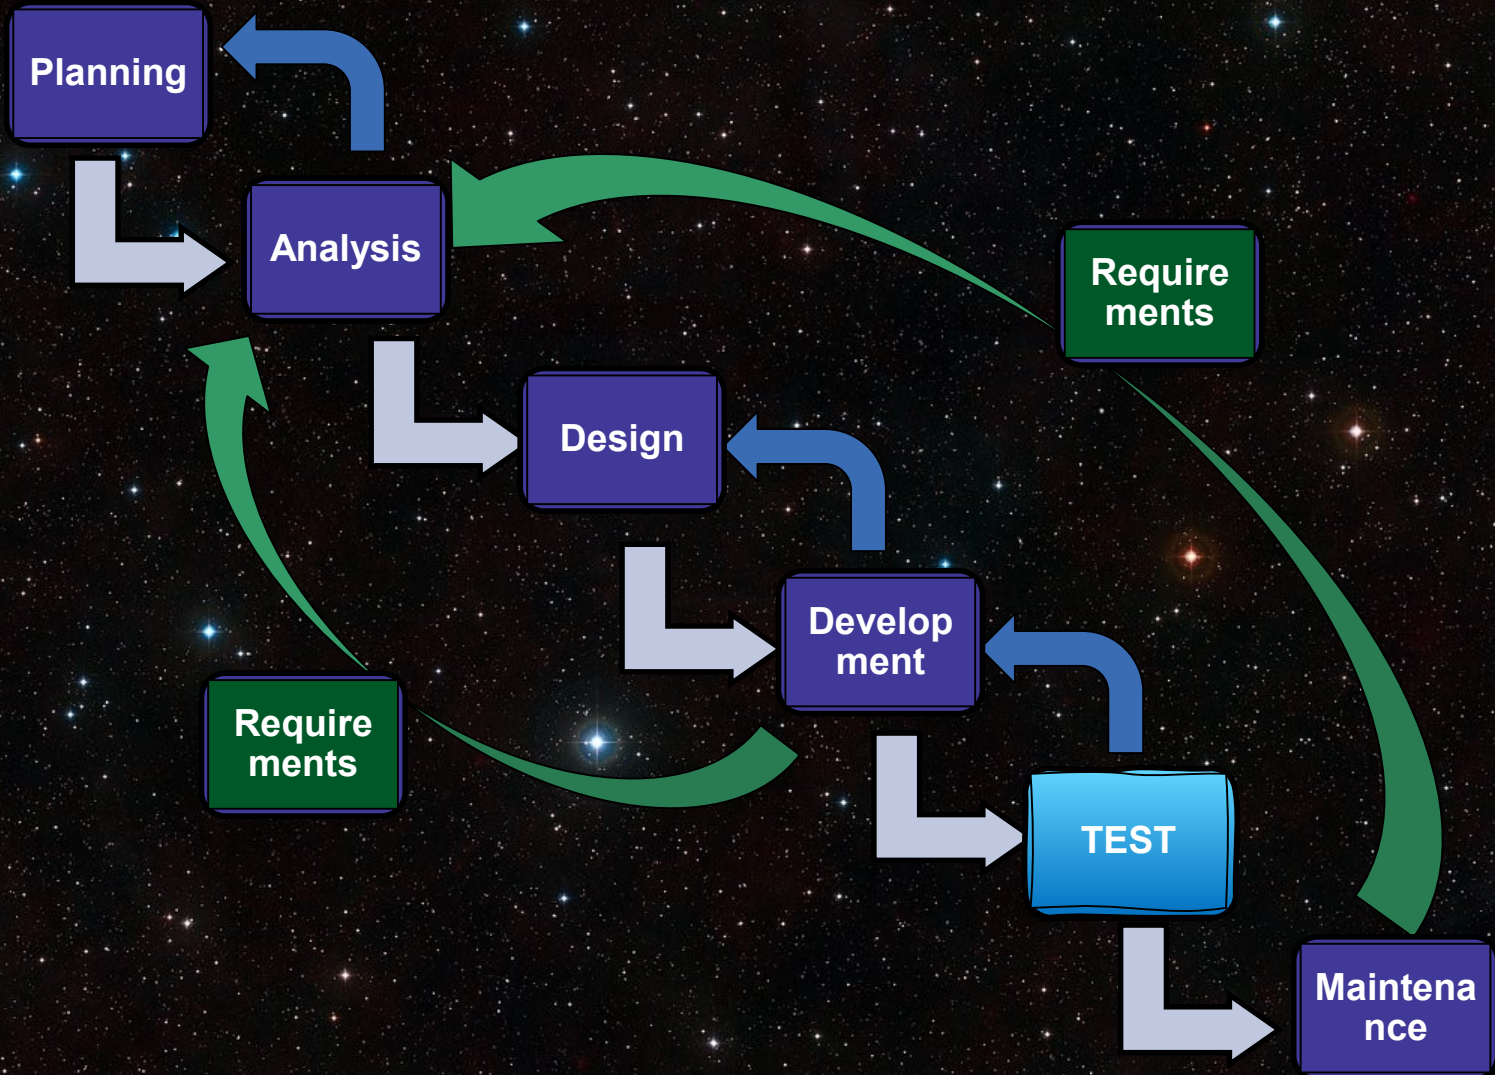 Planning
Analysis
Require
ments
Design
Develop
ment
Require
ments
TEST
Maintena
nce